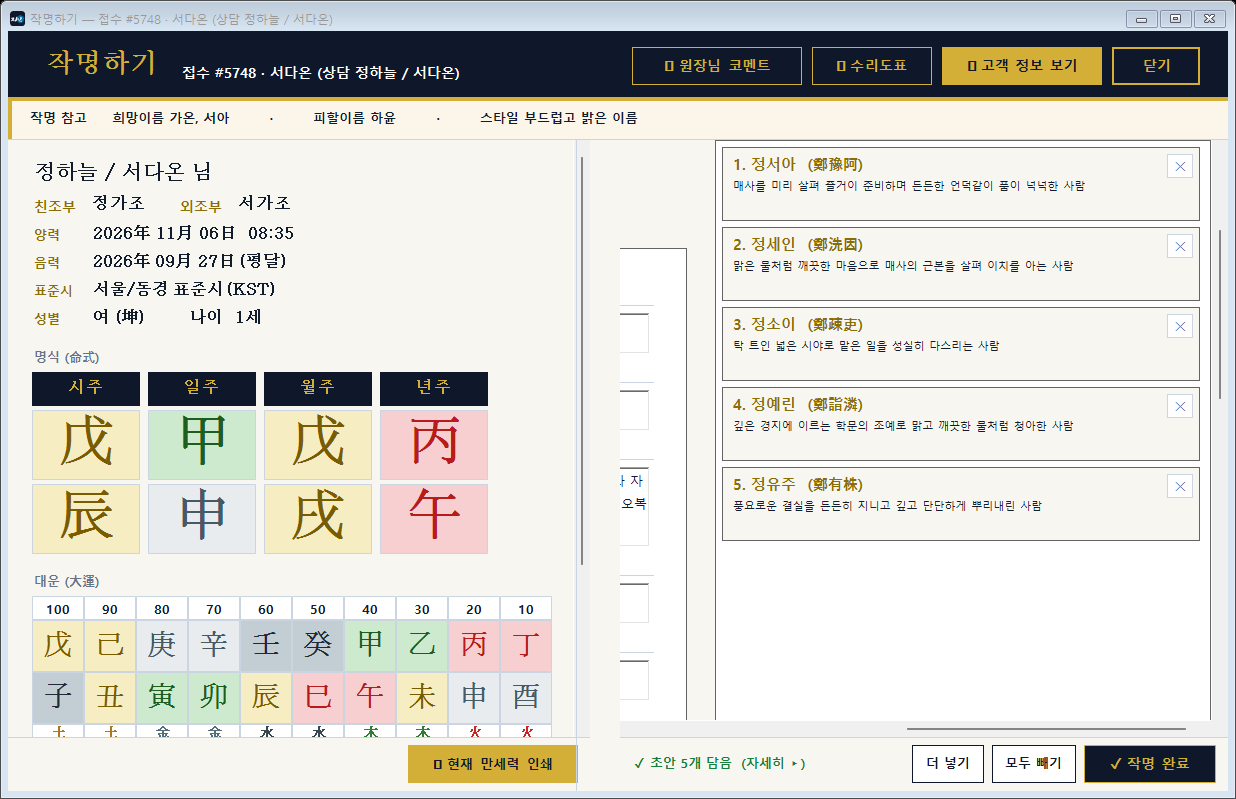 작명하기 — 접수 #5748 · 서다온 (상담 정하늘 / 서다온)
작명하기 접수 #5748 · 서다온 (상담 정하늘 / 서다온)
원장님 코멘트 수리도표 고객 정보 보기 닫기
작명 참고 희망이름 가온, 서아 · 피할이름 하윤 · 스타일 부드럽고 밝은 이름
정하늘 / 서다온 님
친조부 정가조 외조부 서가조
양력 2026年 11月 06日 08:35
음력 2026年 09月 27日 (평달)
표준시 서울/동경 표준시(KST)
성별 여 (坤) 나이 1세
명식 (命式)
시주 일주 월주 년주
戊 甲 戊 丙
辰 申 戌 午
대운 (大運)
100 90 80 70 60 50 40 30 20 10
戊 己 庚 辛 壬 癸 甲 乙 丙 丁
子 丑 寅 卯 辰 巳 午 未 申 酉
土 土 金 金 水 水 木 木 火 火
현재 만세력 인쇄
자
오복
1. 정서아 (鄭豫阿)
매사를 미리 살펴 즐거이 준비하며 든든한 언덕같이 품이 넉넉한 사람
2. 정세인 (鄭洗因)
맑은 물처럼 깨끗한 마음으로 매사의 근본을 살펴 이치를 아는 사람
3. 정소이 (鄭疎吏)
탁 트인 넓은 시야로 맡은 일을 성실히 다스리는 사람
4. 정예린 (鄭詣潾)
깊은 경지에 이르는 학문의 조예로 맑고 깨끗한 물처럼 청아한 사람
5. 정유주 (鄭有株)
풍요로운 결실을 든든히 지니고 깊고 단단하게 뿌리내린 사람
✓ 초안 5개 담음 (자세히 ▸) 더 넣기 모두 빼기 ✓ 작명 완료